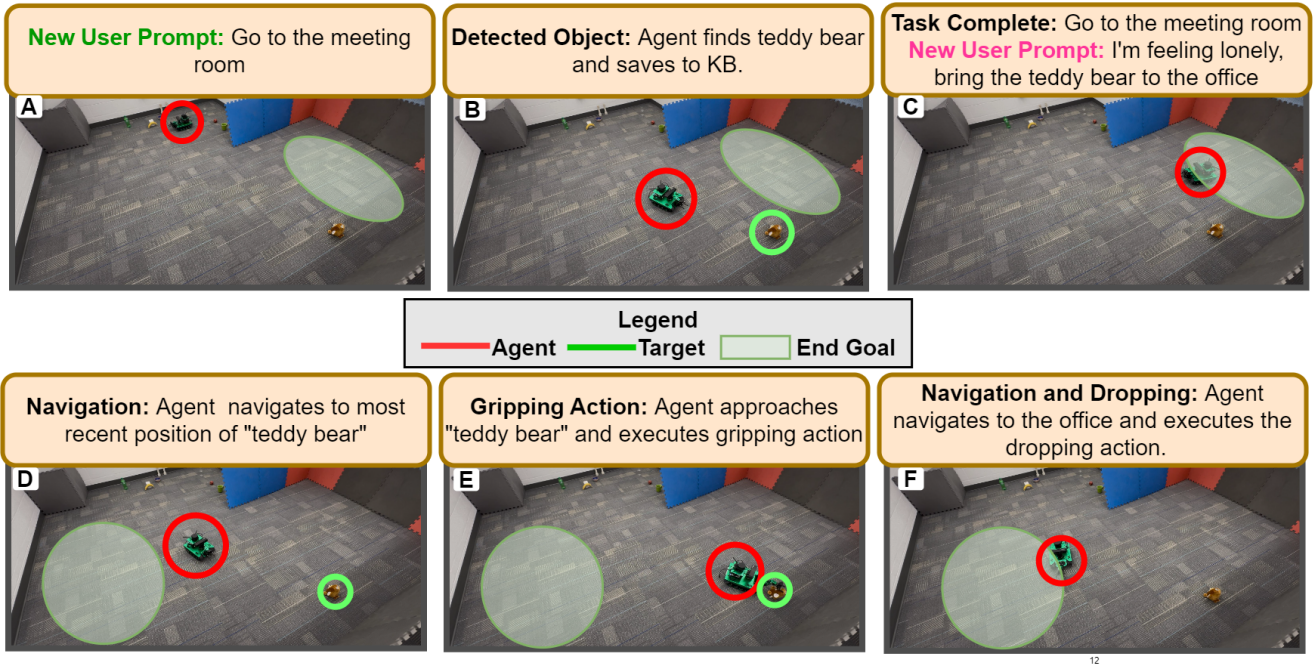 New User Prompt: Go to the meeting
room
Detected Object: Agent finds teddy bear
and saves to KB.
Task Complete: Go to the meeting room
New User Prompt: I'm feeling lonely,
bring the teddy bear to the office
A
B
C
Legend
Agent
Target
End Goal
Navigation: Agent navigates to most
recent position of "teddy bear"
Gripping Action: Agent approaches
"teddy bear" and executes gripping action
Navigation and Dropping: Agent
navigates to the office and executes the
dropping action.
D
E
F
12